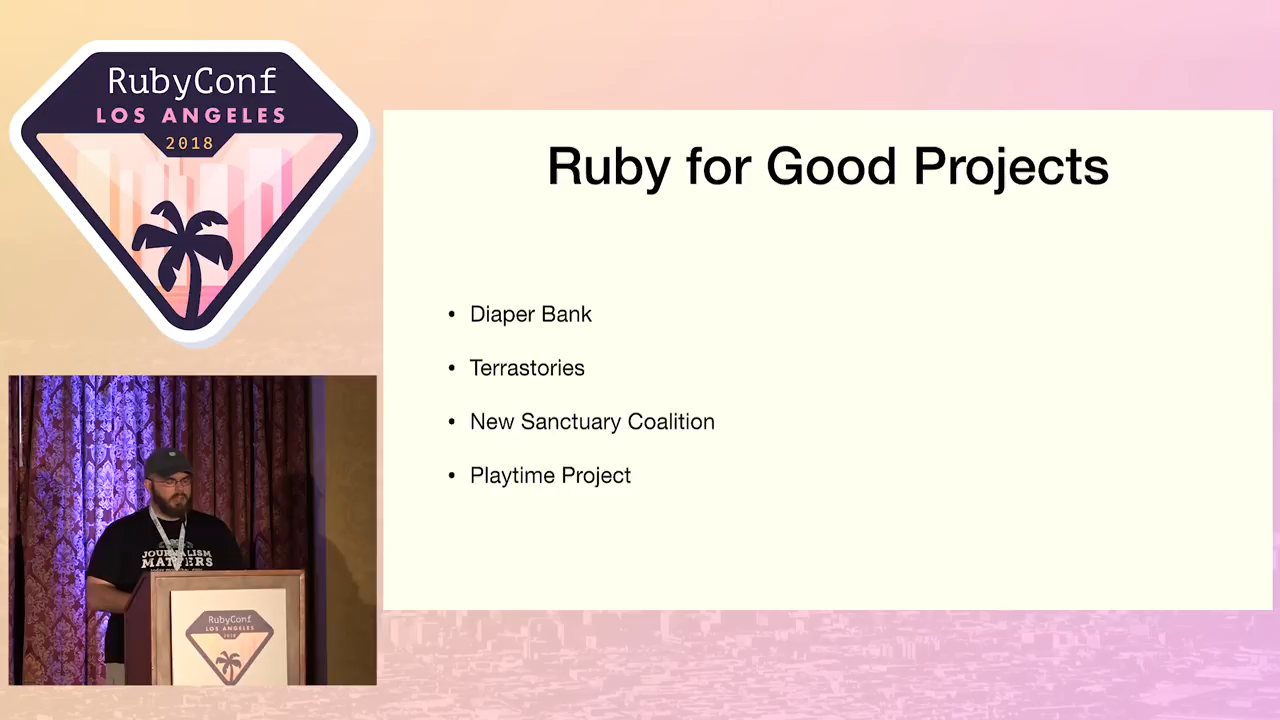 RubyConf
LOS ANGELES
2018
Ruby for Good Projects
• Diaper Bank
• Terrastories
• New Sanctuary Coalition
• Playtime Project
JOURNALISM
MATTERS
RubyConf
LOS ANGELES
2018